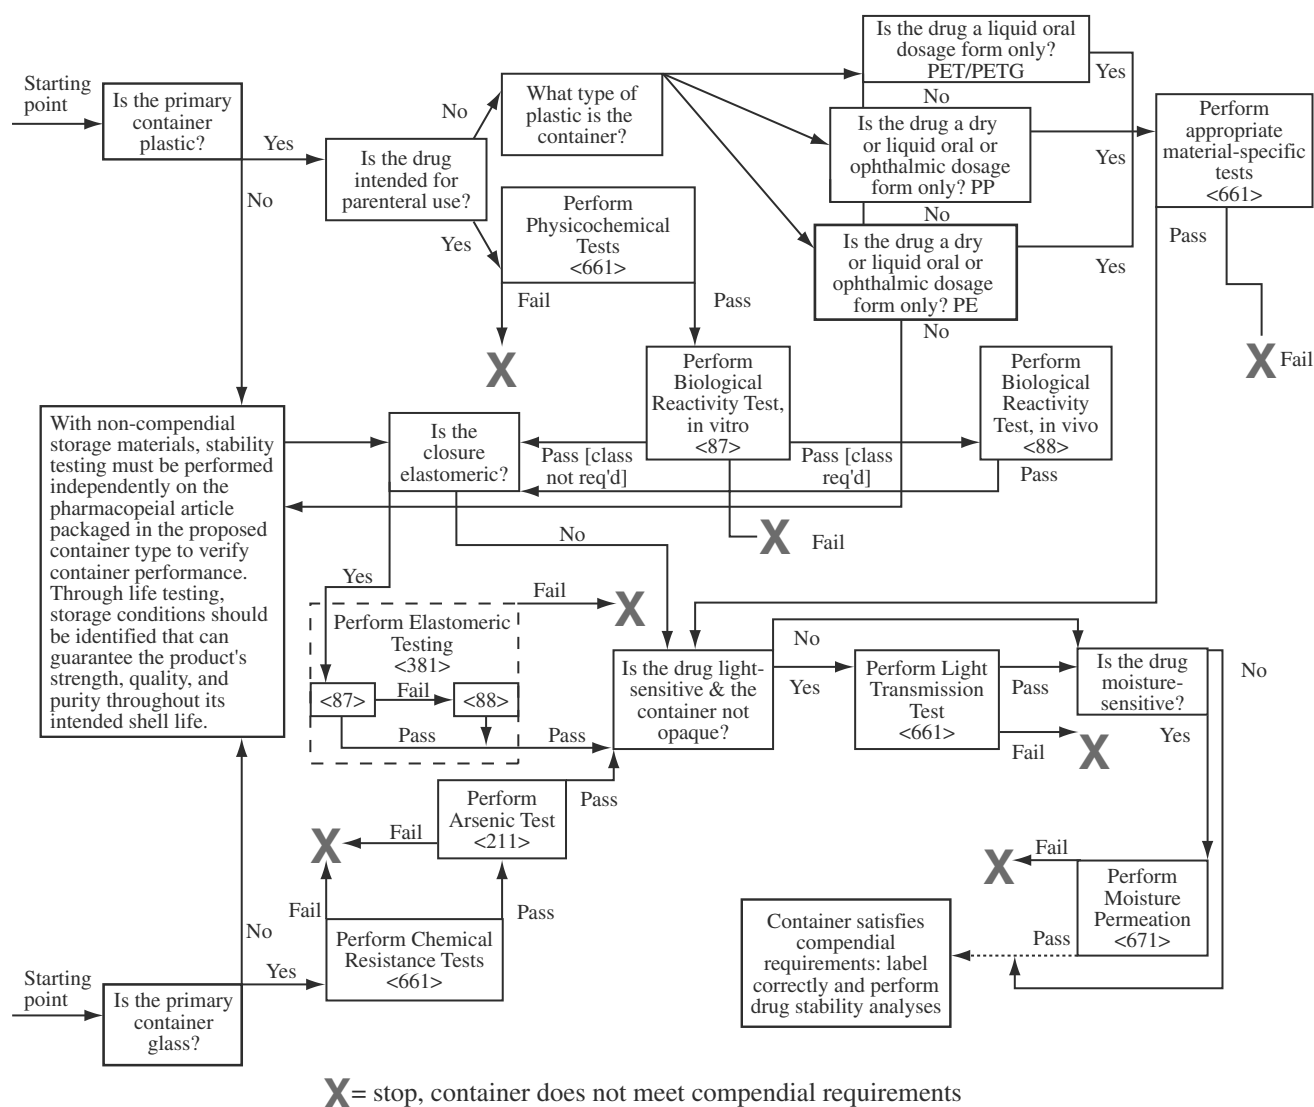 Starting
point
Is the primary
container
plastic?
Yes
No
Is the drug
intended for
parenteral use?
No
Yes
What type of
plastic is the
container?
Is the drug a liquid oral
dosage form only?
PET/PETG
Yes
No
Is the drug a dry
or liquid oral or
ophthalmic dosage
form only? PP
Yes
No
Is the drug a dry
or liquid oral or
ophthalmic dosage
form only? PE
Yes
No
Perform
appropriate
material-specific
tests
<661>
Pass
X Fail
Perform
Physicochemical
Tests
<661>
Fail
Pass
X
Perform
Biological
Reactivity Test,
in vitro
<87>
Pass [class
not req'd]
Pass [class
req'd]
Perform
Biological
Reactivity
Test, in vivo
<88>
Pass
X Fail
With non-compendial
storage materials, stability
testing must be performed
independently on the
pharmacopeial article
packaged in the proposed
container type to verify
container performance.
Through life testing,
storage conditions should
be identified that can
guarantee the product's
strength, quality, and
purity throughout its
intended shell life.
Is the
closure
elastomeric?
No
Yes
Fail
X
Perform Elastomeric
Testing
<381>
<87>
Fail
<88>
Pass
Pass
Is the drug light-
sensitive & the
container not
opaque?
No
Yes
Perform Light
Transmission
Test
<661>
Pass
Fail
X
Is the drug
moisture-
sensitive?
No
Yes
Perform
Arsenic Test
<211>
Pass
Fail
X
Fail
Pass
Perform Chemical
Resistance Tests
<661>
No
Yes
Starting
point
Is the primary
container
glass?
Fail
X
Perform
Moisture
Permeation
<671>
Pass
Container satisfies
compendial
requirements: label
correctly and perform
drug stability analyses
X = stop, container does not meet compendial requirements